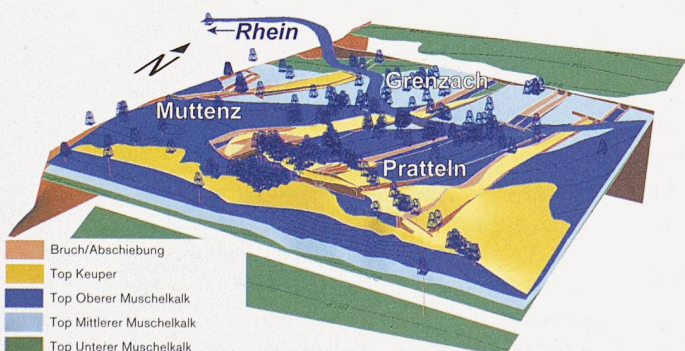 Rhein
N
Grenzach
Muttenz
Pratteln
Bruch/Abschiebung
Top Keuper
Top Oberer Muschelkalk
Top Mittlerer Muschelkalk
Top Unterer Muschelkalk